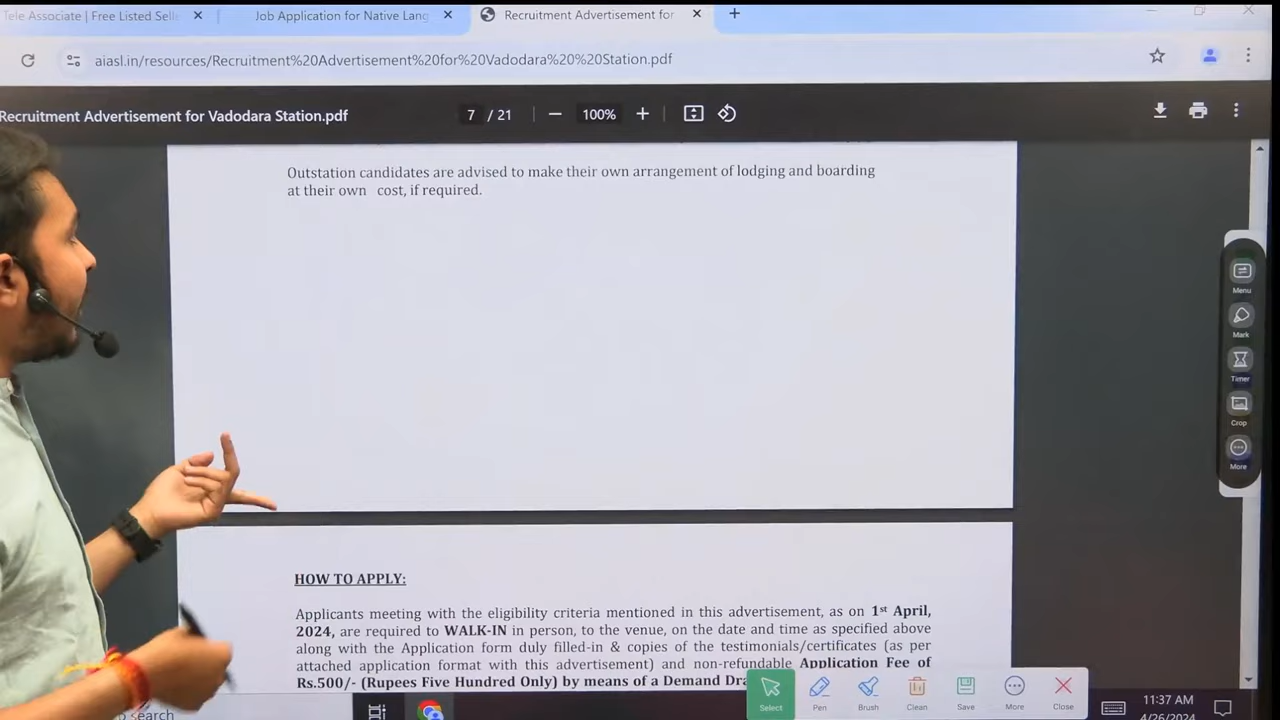 Tele Associate | Free Listed Selle
Job Application for Native Lang
Recruitment Advertisement for
aiasl.in/resources/Recruitment%20Advertisement%20for%20Vadodara%20%20Station.pdf
Recruitment Advertisement for Vadodara Station.pdf
7 / 21
100%
Outstation candidates are advised to make their own arrangement of lodging and boarding
at their own cost, if required.
Menu
Mark
Timer
Crop
More
HOW TO APPLY:
Applicants meeting with the eligibility criteria mentioned in this advertisement, as on 1st April,
2024, are required to WALK-IN in person, to the venue, on the date and time as specified above
along with the Application form duly filled-in & copies of the testimonials/certificates (as per
attached application format with this advertisement) and non-refundable Application Fee of
Rs.500/- (Rupees Five Hundred Only) by means of a Demand Dra
Select
Pen
Brush
Clean
Save
More
Close
search
11:37 AM
4/26/2024